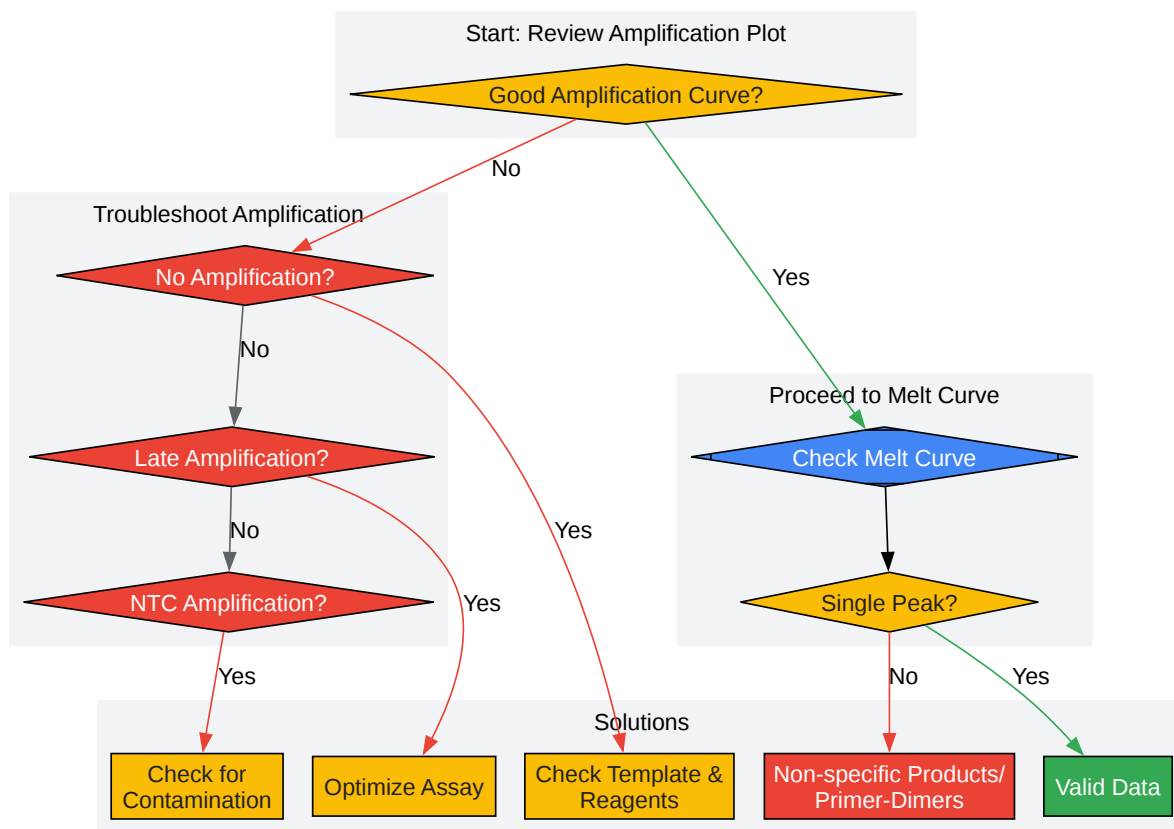 Start: Review Amplification Plot
Good Amplification Curve?
No
Troubleshoot Amplification
No Amplification?
Yes
No
Proceed to Melt Curve
Late Amplification?
Check Melt Curve
No
Yes
NTC Amplification?
Yes
Single Peak?
Yes
No
Yes
Solutions
Check for
Contamination
Optimize Assay
Check Template &
Reagents
Non-specific Products/
Primer-Dimers
Valid Data